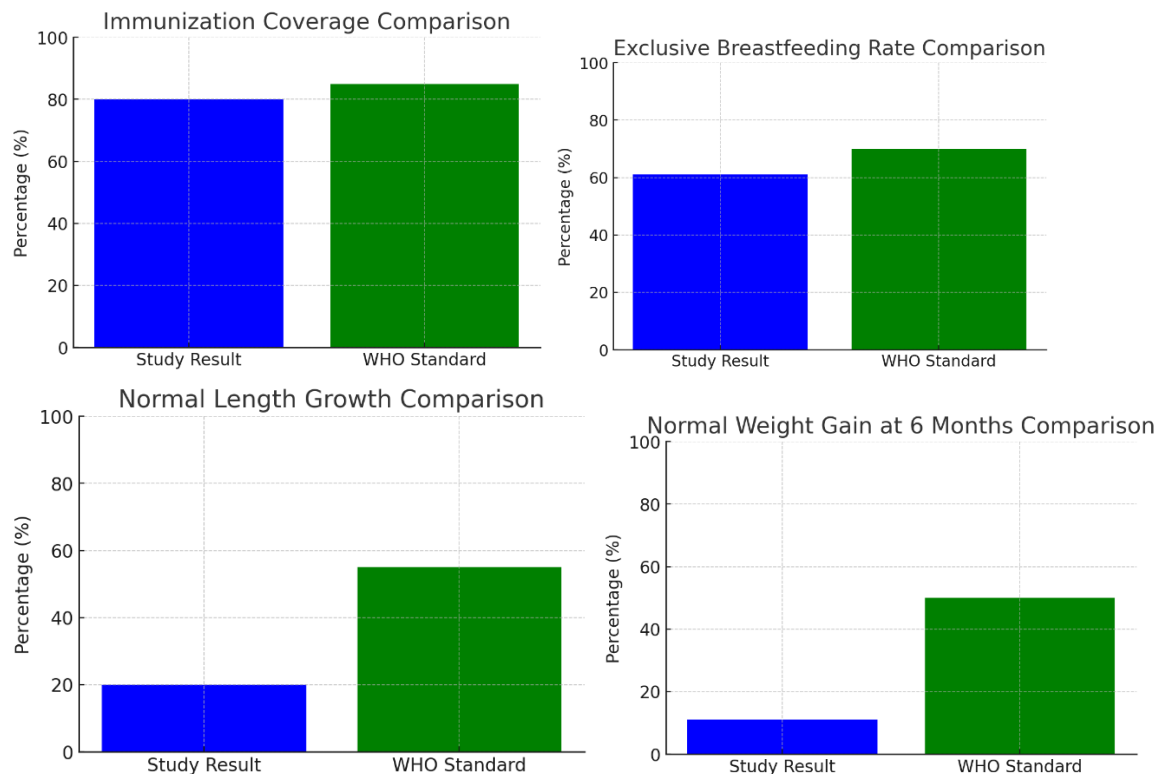 Immunization Coverage Comparison
100
80
60
40
20
0
Percentage (%)
Study Result
WHO Standard
Exclusive Breastfeeding Rate Comparison
100
80
60
40
20
0
Percentage (%)
Study Result
WHO Standard
Normal Length Growth Comparison
100
80
60
40
20
0
Percentage (%)
Study Result
WHO Standard
Normal Weight Gain at 6 Months Comparison
100
80
60
40
20
0
Percentage (%)
Study Result
WHO Standard